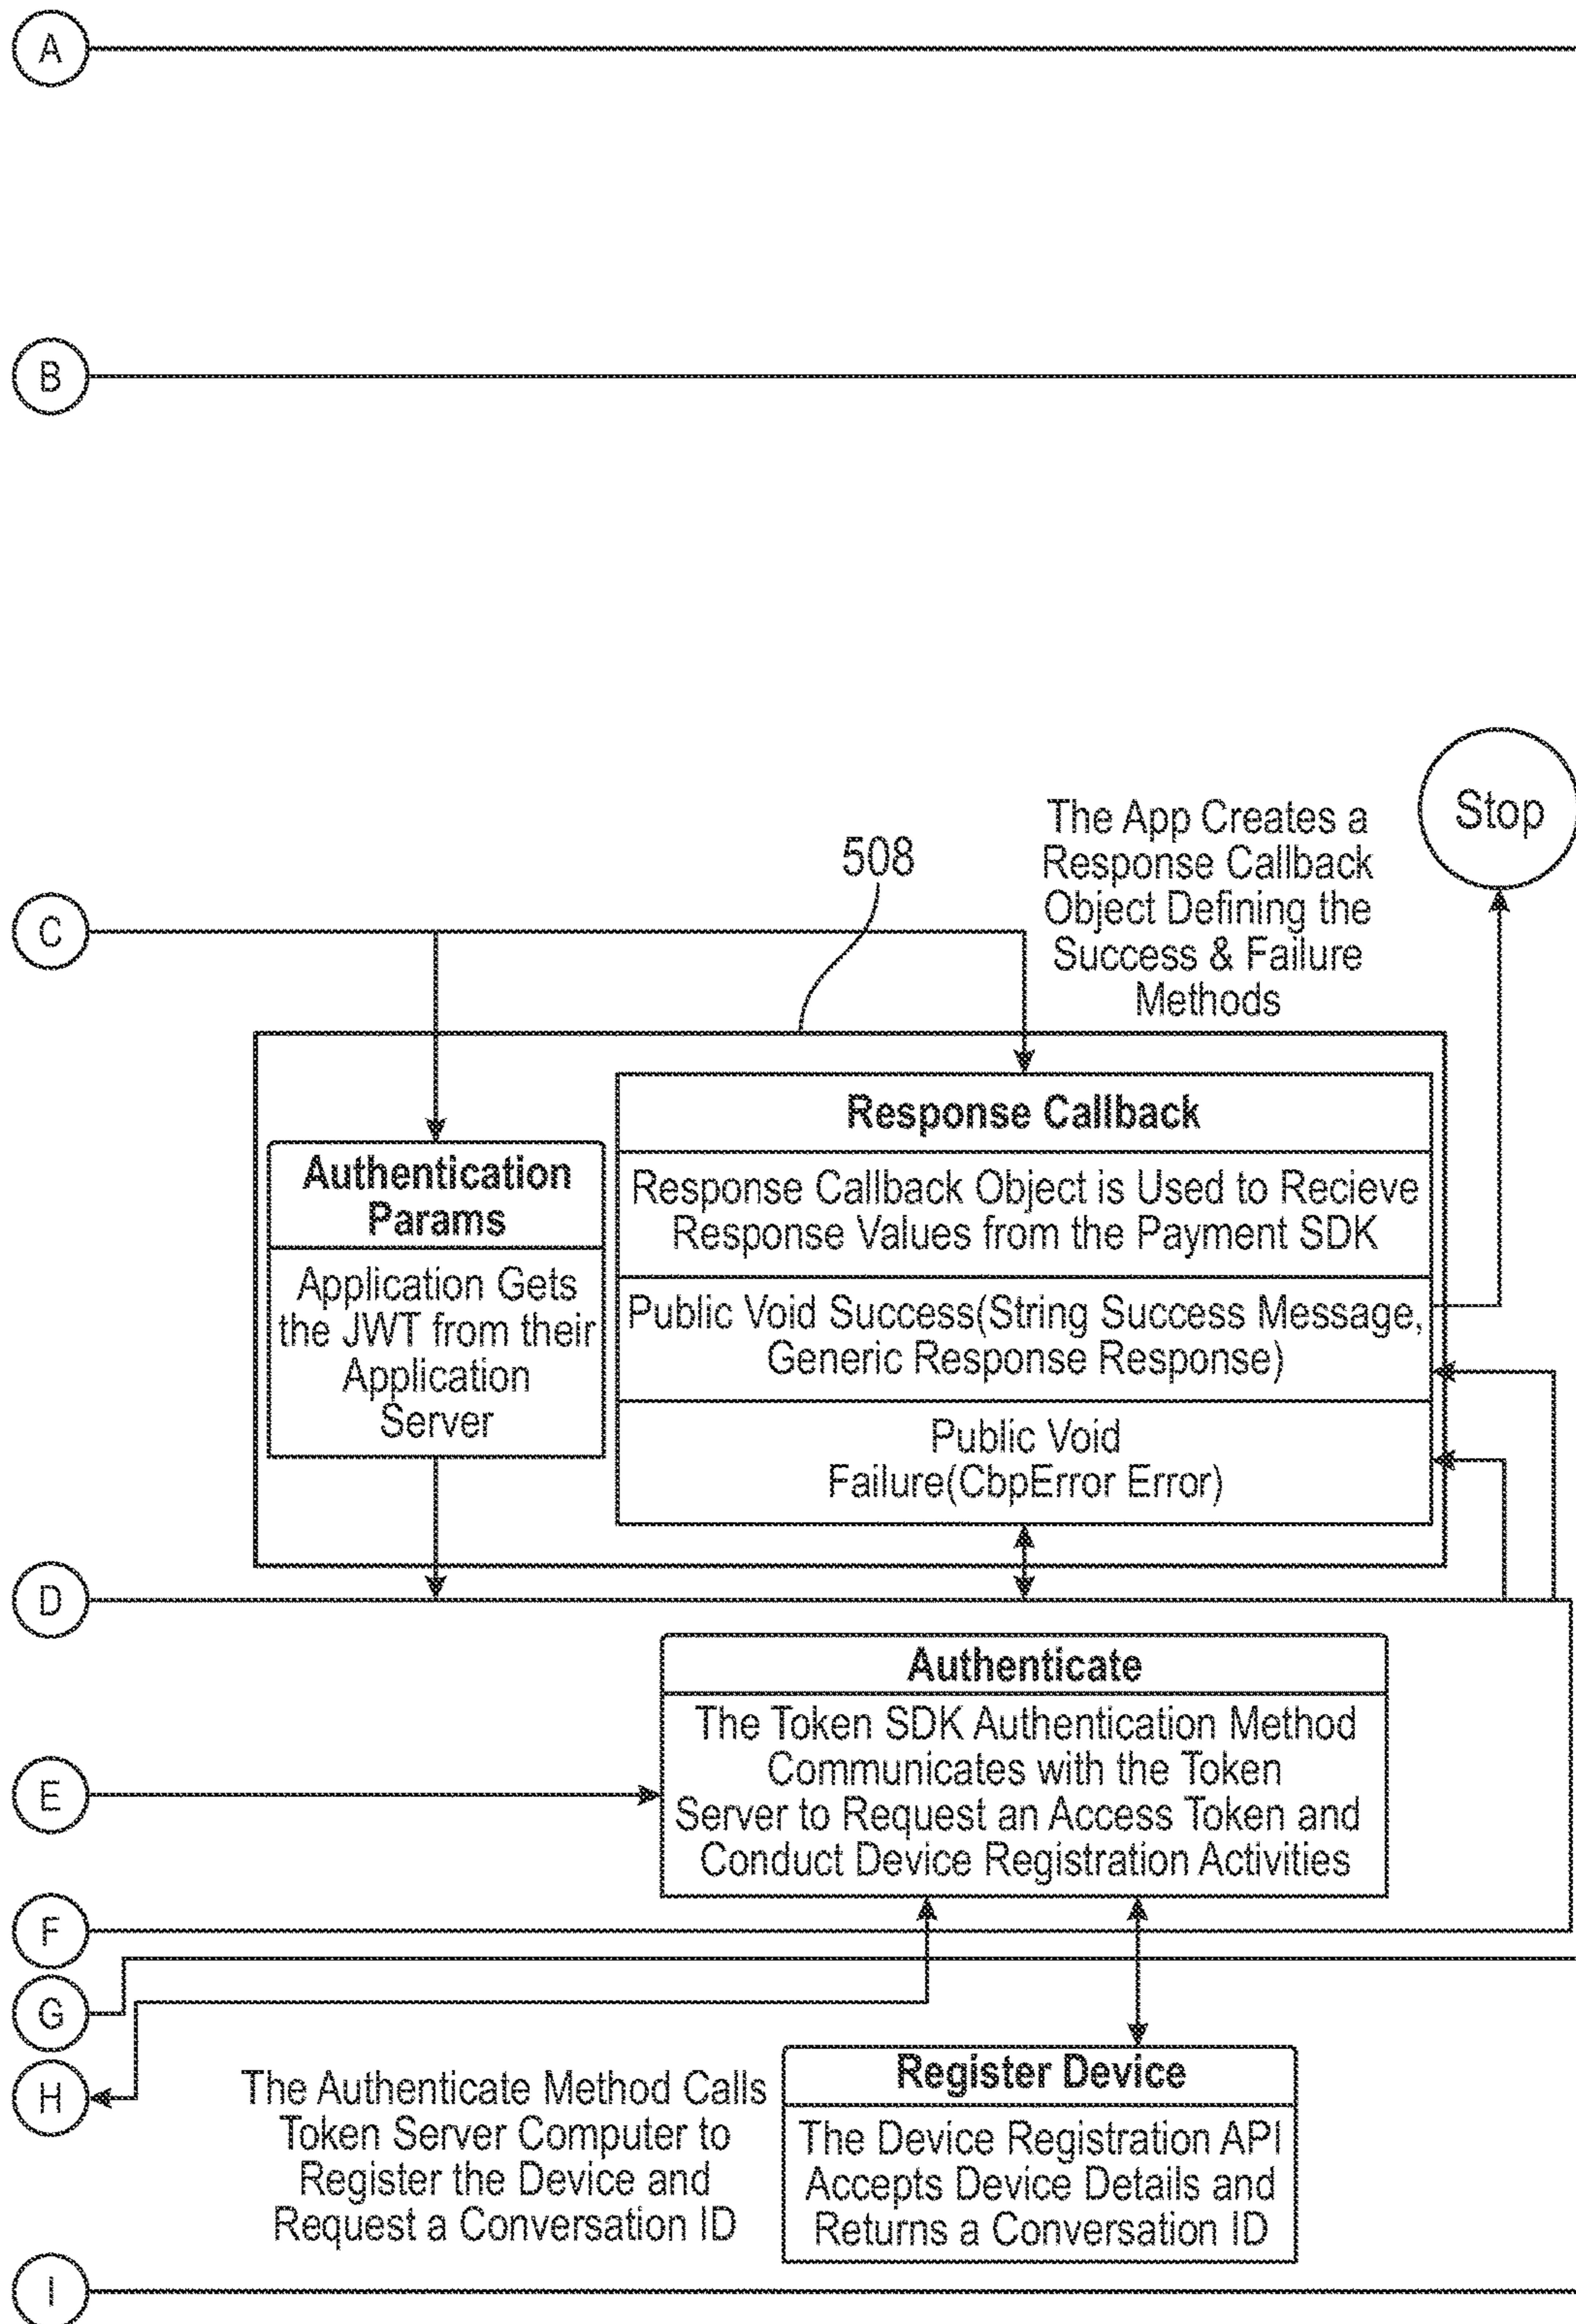 A
B
Stop
The App Creates a
Response Callback
Object Defining the
Success & Failure
Methods
508
C
Response Callback
Response Callback Object is Used to Recieve
Response Values from the Payment SDK
Public Void Success(String Success Message,
Generic Response Response)
Public Void
Failure(CbpError Error)
Authentication
Params
Application Gets
the JWT from their
Application
Server
D
Authenticate
The Token SDK Authentication Method
Communicates with the Token
Server to Request an Access Token and
Conduct Device Registration Activities
E
F
G
H
The Authenticate Method Calls
Token Server Computer to
Register the Device and
Request a Conversation ID
Register Device
The Device Registration API
Accepts Device Details and
Returns a Conversation ID
I